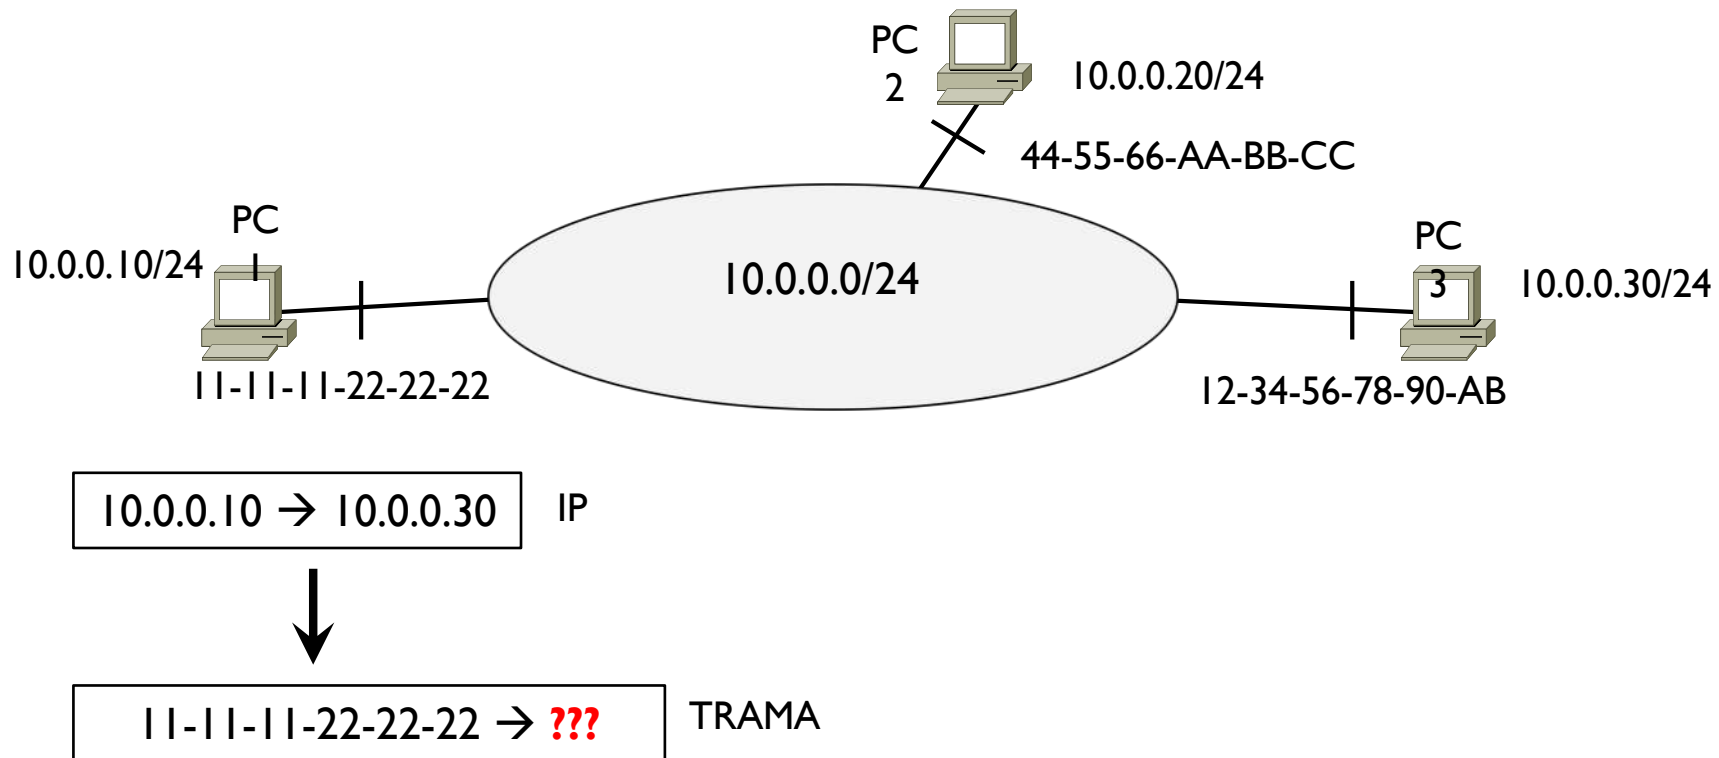 PC
2
10.0.0.20/24
44-55-66-AA-BB-CC
PC
1
10.0.0.10/24
10.0.0.0/24
PC
3
10.0.0.30/24
11-11-11-22-22-22
12-34-56-78-90-AB
10.0.0.10 → 10.0.0.30 IP
11-11-11-22-22-22 → ??? TRAMA